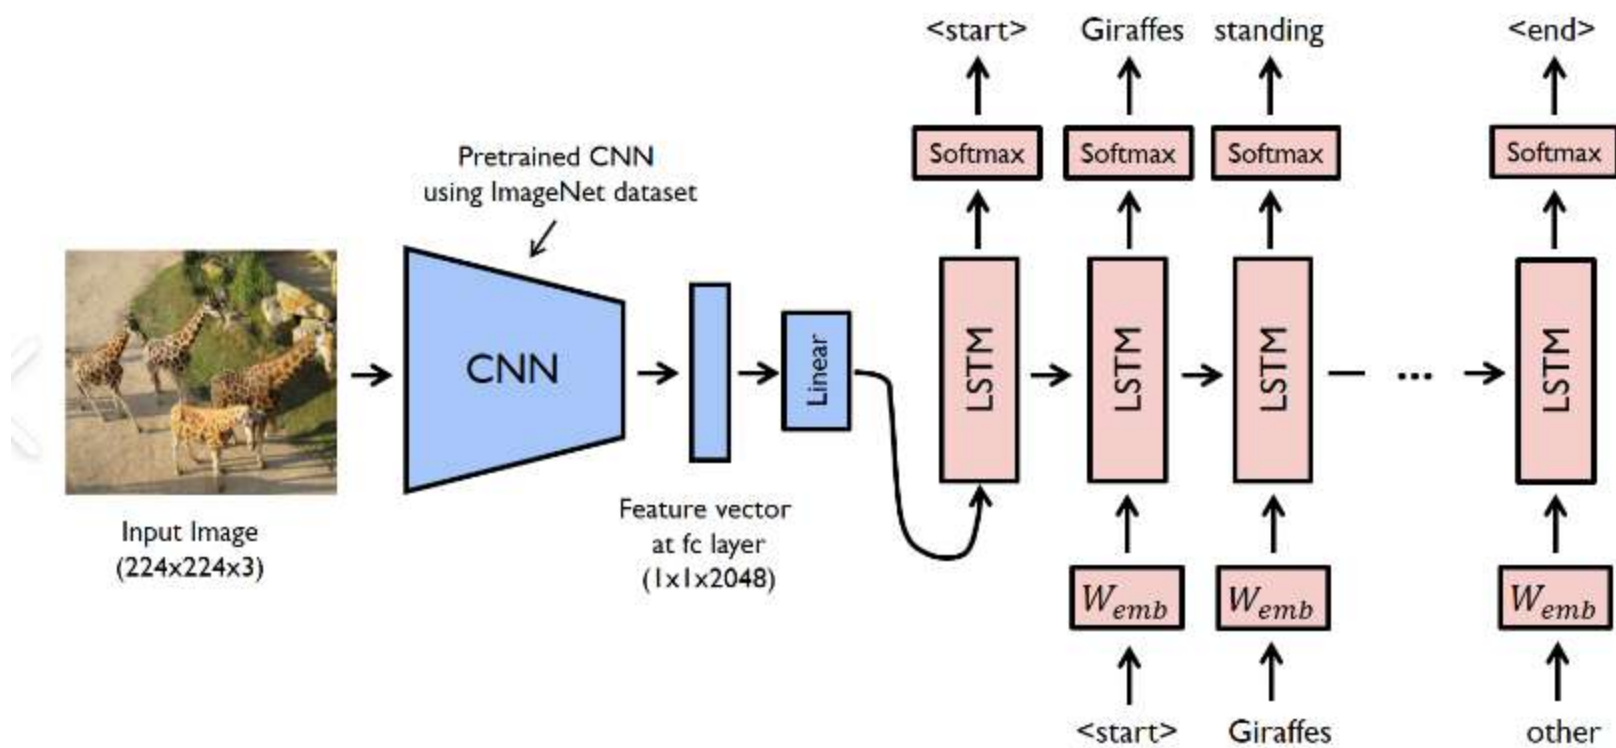 <start> Giraffes standing <end>
Softmax Softmax Softmax Softmax
Pretrained CNN
using ImageNet dataset
CNN
Linear
LSTM LSTM LSTM ... LSTM
Input Image
(224x224x3)
Feature vector
at fc layer
(1x1x2048)
W_emb W_emb W_emb
<start> Giraffes other